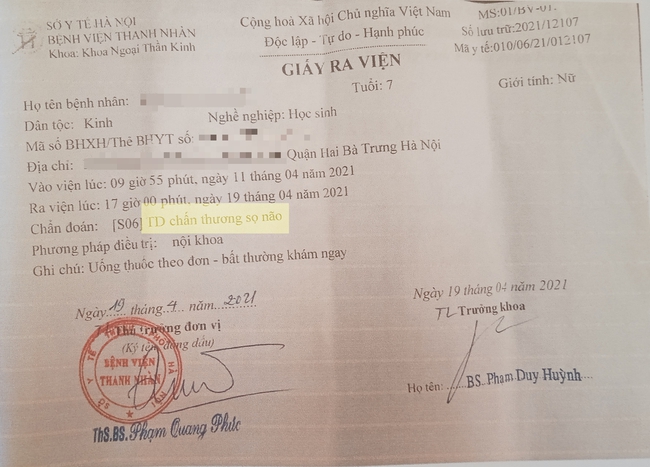 SỞ Y TẾ HÀ NỘI
BỆNH VIỆN THANH NHÀN
Khoa: Khoa Ngoại Thần Kinh
Cộng hoà Xã hội Chủ nghĩa Việt Nam
Độc lập - Tự do - Hạnh phúc
MS:01/BV-01.
Số lưu trữ:2021/12107
Mã y tế:010/06/21/012107
GIẤY RA VIỆN
Họ tên bệnh nhân:
Tuổi: 7
Giới tính: Nữ
Dân tộc: Kinh
Nghề nghiệp: Học sinh
Mã số BHXH/Thẻ BHYT số:
Địa chỉ:
Quận Hai Bà Trưng Hà Nội
Vào viện lúc: 09 giờ 55 phút, ngày 11 tháng 04 năm 2021
Ra viện lúc: 17 giờ 00 phút, ngày 19 tháng 04 năm 2021
Chẩn đoán: [S06] TD chấn thương sọ não
Phương pháp điều trị: nội khoa
Ghi chú: Uống thuốc theo đơn - bất thường khám ngay
Ngày 19 tháng 4 năm 2021
Thủ trưởng đơn vị
(Ký tên, đóng dấu)
BỆNH VIỆN
THANH NHÀN
ThS.BS. Phạm Quang Phúc
Ngày 19 tháng 04 năm 2021
TL Trưởng khoa
Họ tên: BS. Phạm Duy Huỳnh